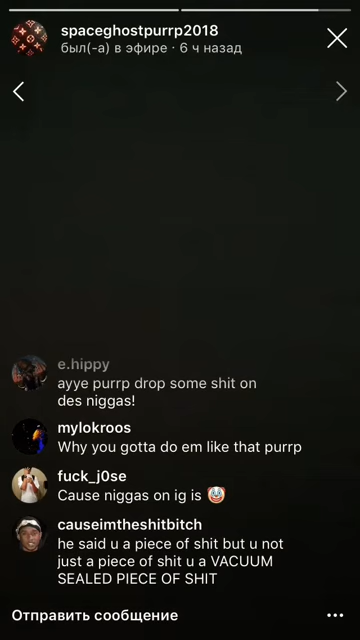 spaceghostpurrp2018
был(-а) в эфире · 6 ч назад
e.hippy
ayye purrp drop some shit on
des niggas!
mylokroos
Why you gotta do em like that purrp
fuck_j0se
Cause niggas on ig is 🤡
causeimtheshitbitch
he said u a piece of shit but u not
just a piece of shit u a VACUUM
SEALED PIECE OF SHIT
Отправить сообщение